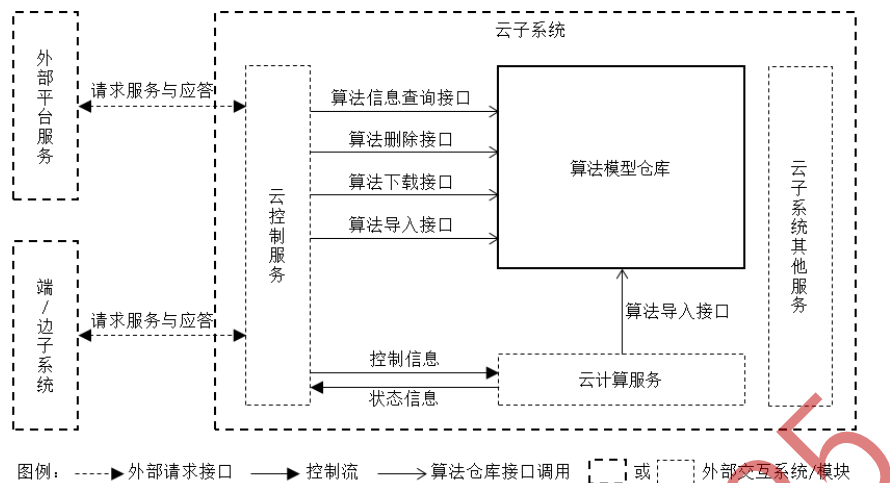 云子系统
外部平台服务
请求服务与应答
云控制服务
算法信息查询接口
算法删除接口
算法下载接口
算法导入接口
算法模型仓库
云子系统其他服务
端/边子系统
请求服务与应答
算法导入接口
控制信息
状态信息
云计算服务
图例： 外部请求接口 控制流 算法仓库接口调用 或 外部交互系统/模块